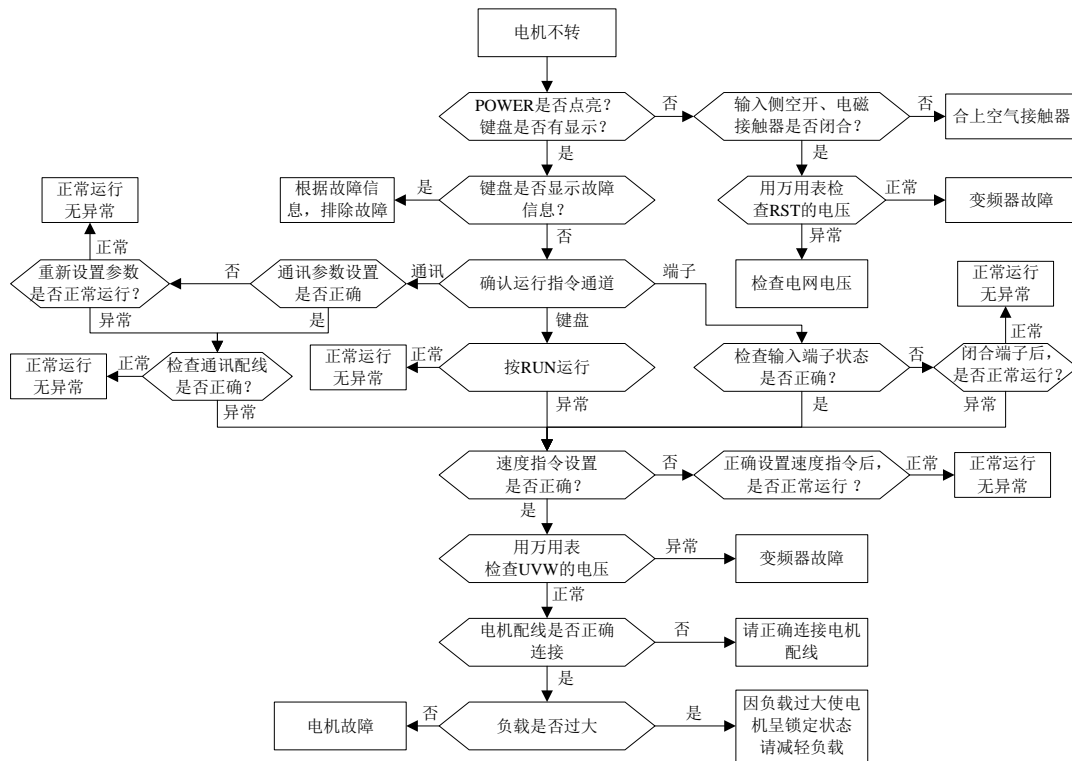 电机不转
POWER是否点亮？
键盘是否有显示？
否
输入侧空开、电磁
接触器是否闭合？
否
合上空气接触器
是
是
正常运行
无异常
根据故障信
息，排除故障
是
键盘是否显示故障
信息？
用万用表检
查RST的电压
正常
变频器故障
正常
否
异常
重新设置参数
是否正常运行？
否
通讯参数设置
是否正确
通讯
确认运行指令通道
端子
检查电网电压
正常运行
无异常
异常
是
键盘
正常
正常运行
无异常
正常
检查通讯配线
是否正确？
正常运行
无异常
正常
按RUN运行
检查输入端子状态
是否正确？
否
闭合端子后，
是否正常运行？
异常
异常
是
异常
速度指令设置
是否正确？
否
正确设置速度指令后，
是否正常运行 ？
正常
正常运行
无异常
是
用万用表
检查UVW的电压
异常
变频器故障
正常
电机配线是否正确
连接
否
请正确连接电机
配线
是
电机故障
否
负载是否过大
是
因负载过大使电
机呈锁定状态
请减轻负载